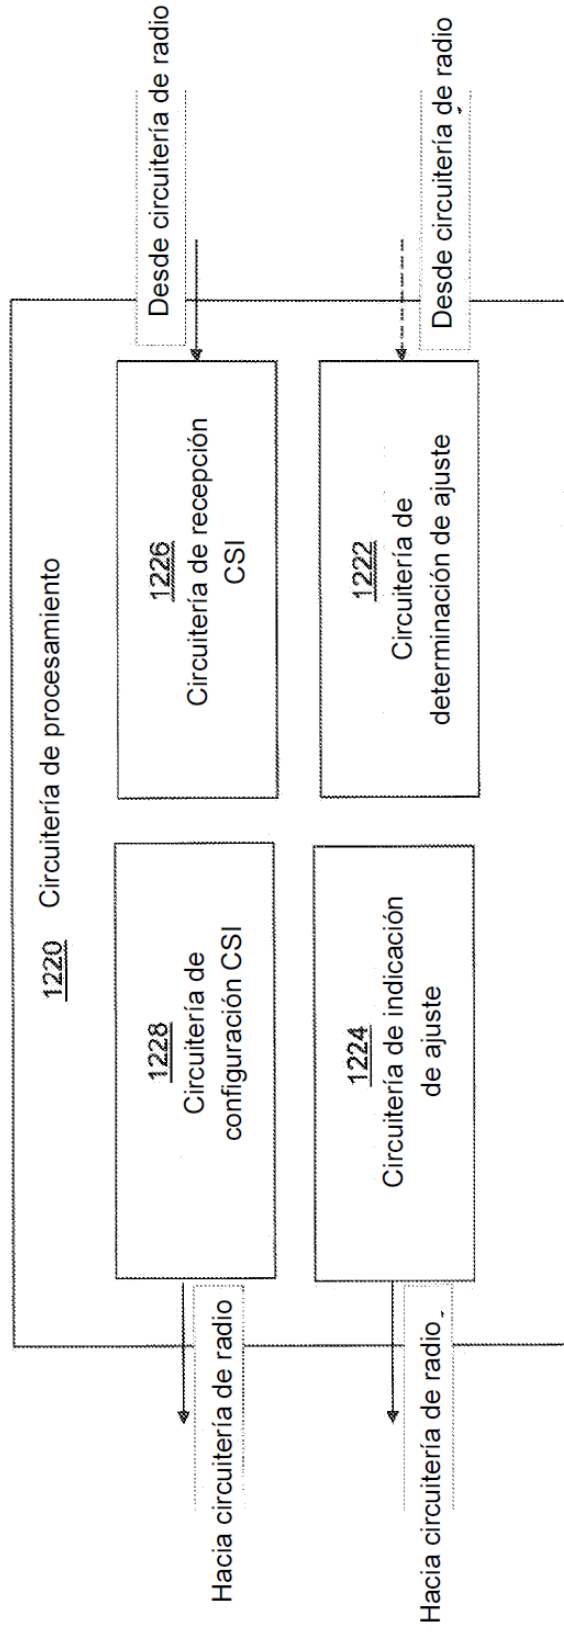 1220 Circuitería de procesamiento
1228
Circuitería de
configuración CSI
1226
Circuitería de recepción
CSI
Hacia circuitería de radio
Desde circuitería de radio
1224
Circuitería de indicación
de ajuste
1222
Circuitería de
determinación de ajuste
Hacia circuitería de radio
Desde circuitería de radio